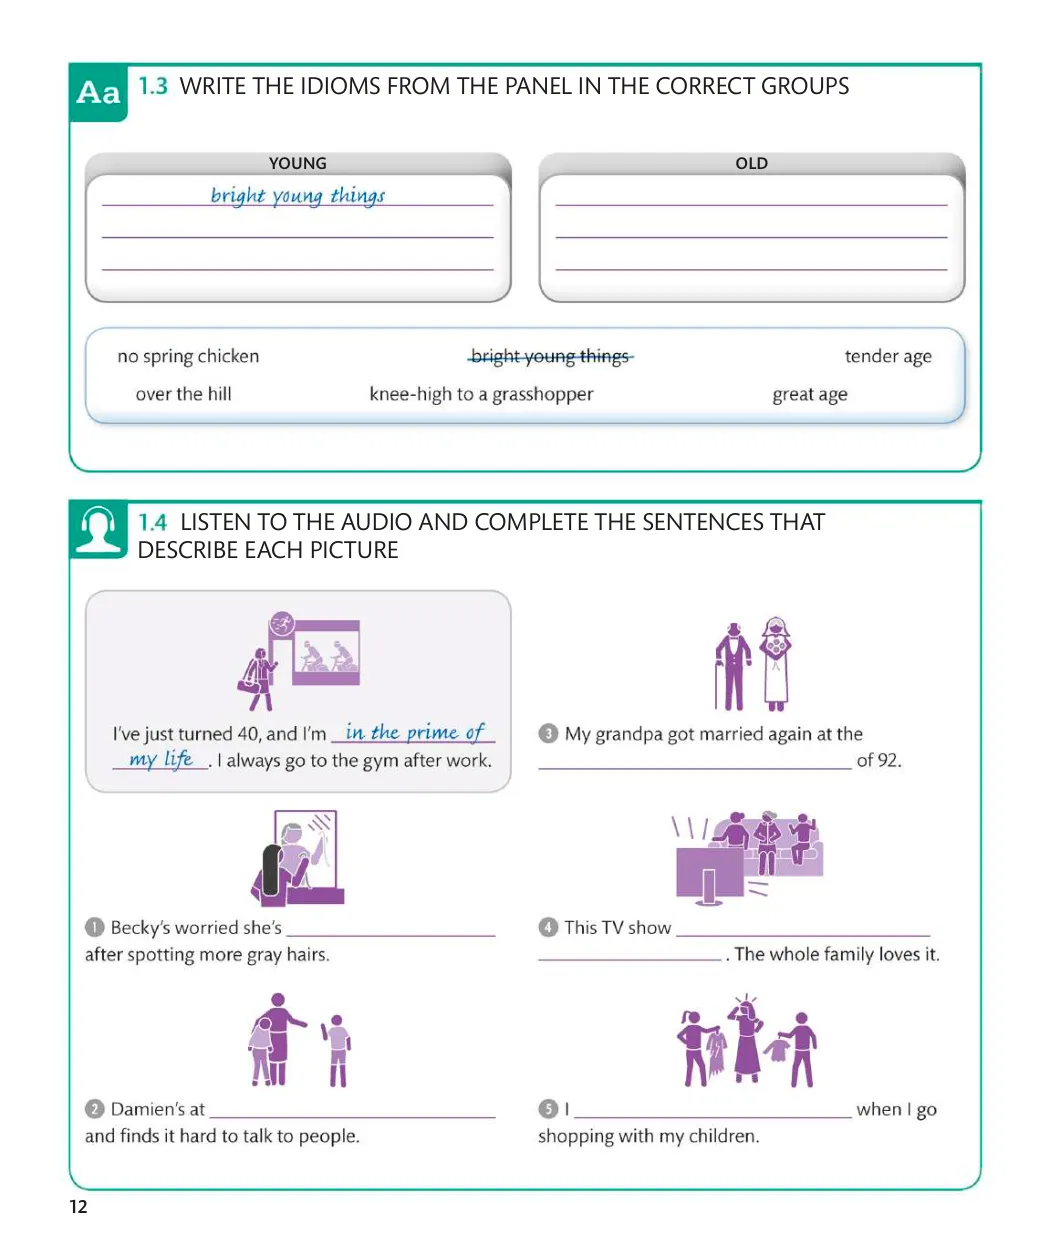 Aa 1.3 WRITE THE IDIOMS FROM THE PANEL IN THE CORRECT GROUPS
YOUNG
bright young things
OLD
no spring chicken bright young things tender age
over the hill knee-high to a grasshopper great age
1.4 LISTEN TO THE AUDIO AND COMPLETE THE SENTENCES THAT
DESCRIBE EACH PICTURE
I've just turned 40, and I'm in the prime of
my life. I always go to the gym after work.
1 Becky's worried she's
after spotting more gray hairs.
2 Damien's at
and finds it hard to talk to people.
3 My grandpa got married again at the
of 92.
4 This TV show
. The whole family loves it.
5 I when I go
shopping with my children.
12